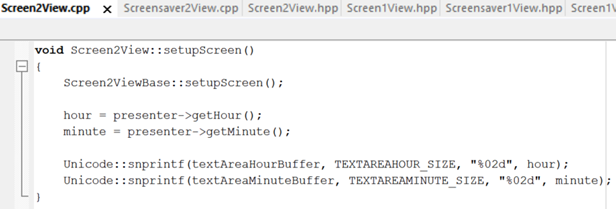 Screen2View.cpp Screensaver2View.cpp Screen2View.hpp Screen1View.hpp Screensaver1View.hpp Screen1V
void Screen2View::setupScreen()
{
Screen2ViewBase::setupScreen();
hour = presenter->getHour();
minute = presenter->getMinute();
Unicode::snprintf(textAreaHourBuffer, TEXTAREAHOUR_SIZE, "%02d", hour);
Unicode::snprintf(textAreaMinuteBuffer, TEXTAREAMINUTE_SIZE, "%02d", minute);
}